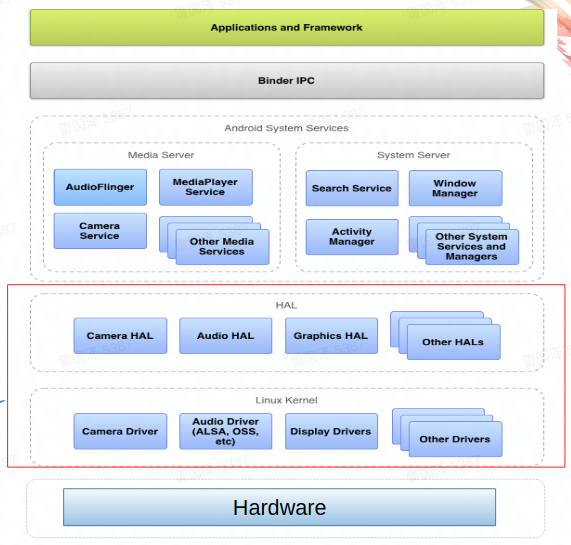 Applications and Framework
Binder IPC
Android System Services
Media Server
System Server
AudioFlinger
MediaPlayer
Service
Search Service
Window
Manager
Camera
Service
Other Media
Services
Activity
Manager
Other System
Services and
Managers
HAL
Camera HAL
Audio HAL
Graphics HAL
Other HALs
Linux Kernel
Camera Driver
Audio Driver
(ALSA, OSS,
etc)
Display Drivers
Other Drivers
Hardware